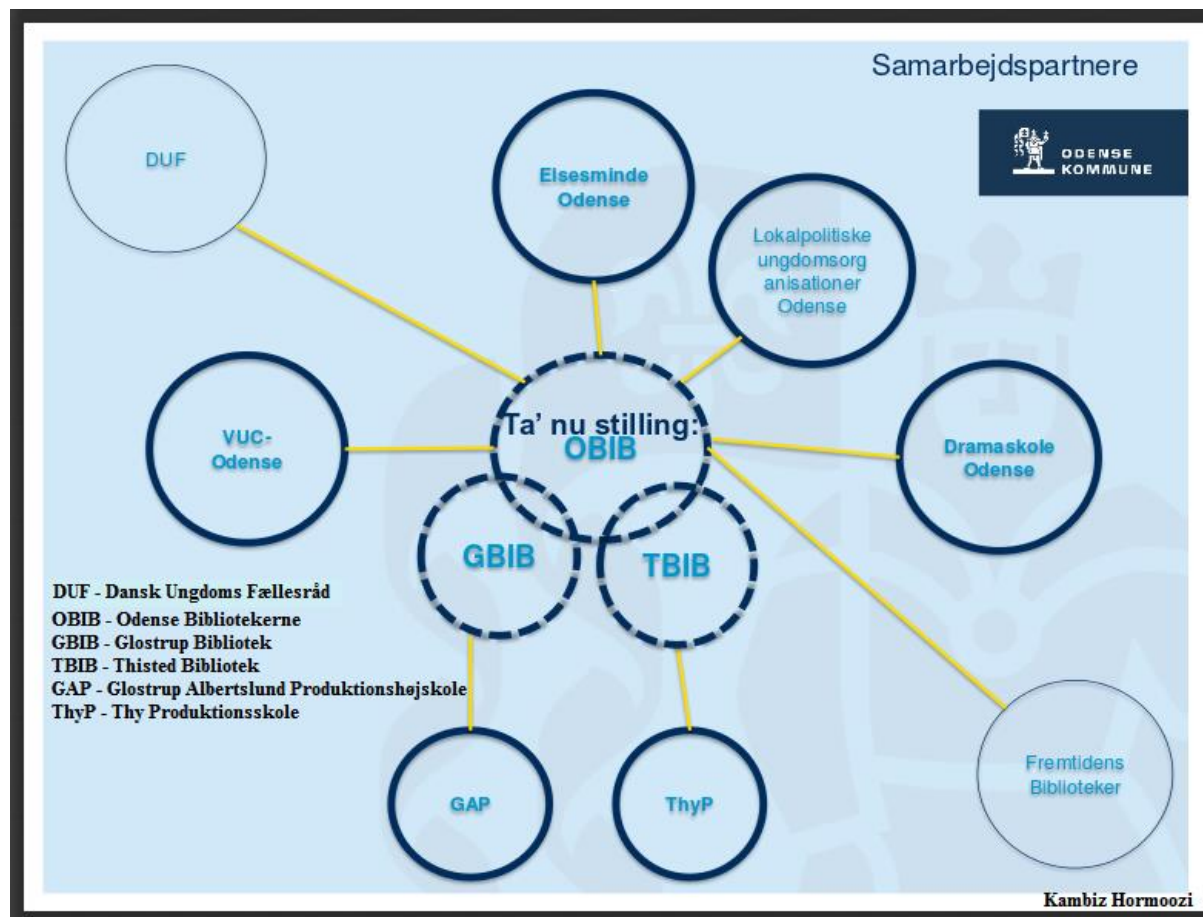 Samarbejdspartnere
ODENSE
KOMMUNE
DUF
Elsesminde
Odense
Lokalpolitiske
ungdomsorg
anisationer
Odense
Ta' nu stilling:
OBIB
VUC-
Odense
Dramaskole
Odense
GBIB
TBIB
DUF - Dansk Ungdoms Fællesråd
OBIB - Odense Bibliotekerne
GBIB - Glostrup Bibliotek
TBIB - Thisted Bibliotek
GAP - Glostrup Albertslund Produktionshøjskole
ThyP - Thy Produktionsskole
GAP
ThyP
Fremtidens
Biblioteker
Kambiz Hormoozi